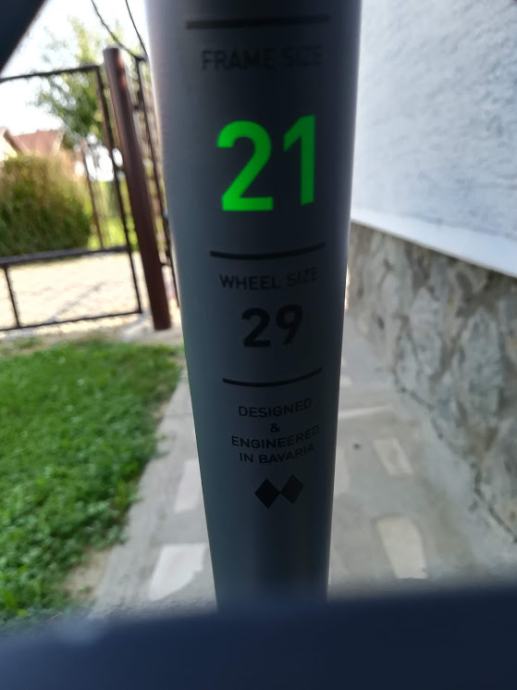 FRAME SIZE
21
WHEEL SIZE
29
DESIGNED
&
ENGINEERED
IN BAVARIA